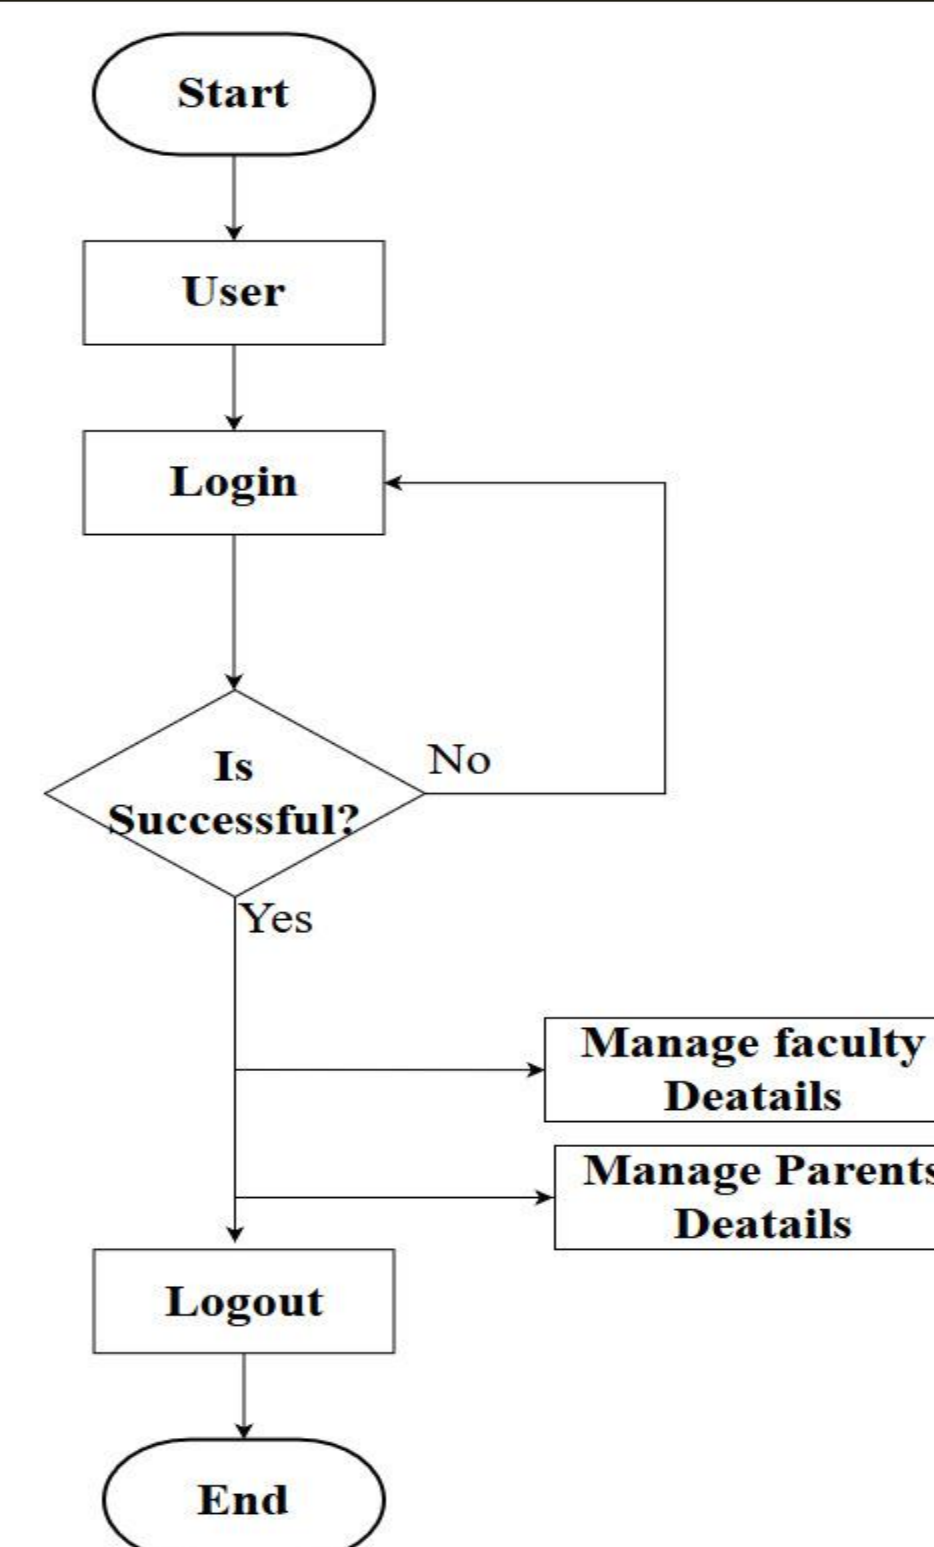 Start
User
Login
Is
Successful?
No
Yes
Manage faculty
Deatails
Manage Parents
Deatails
Logout
End